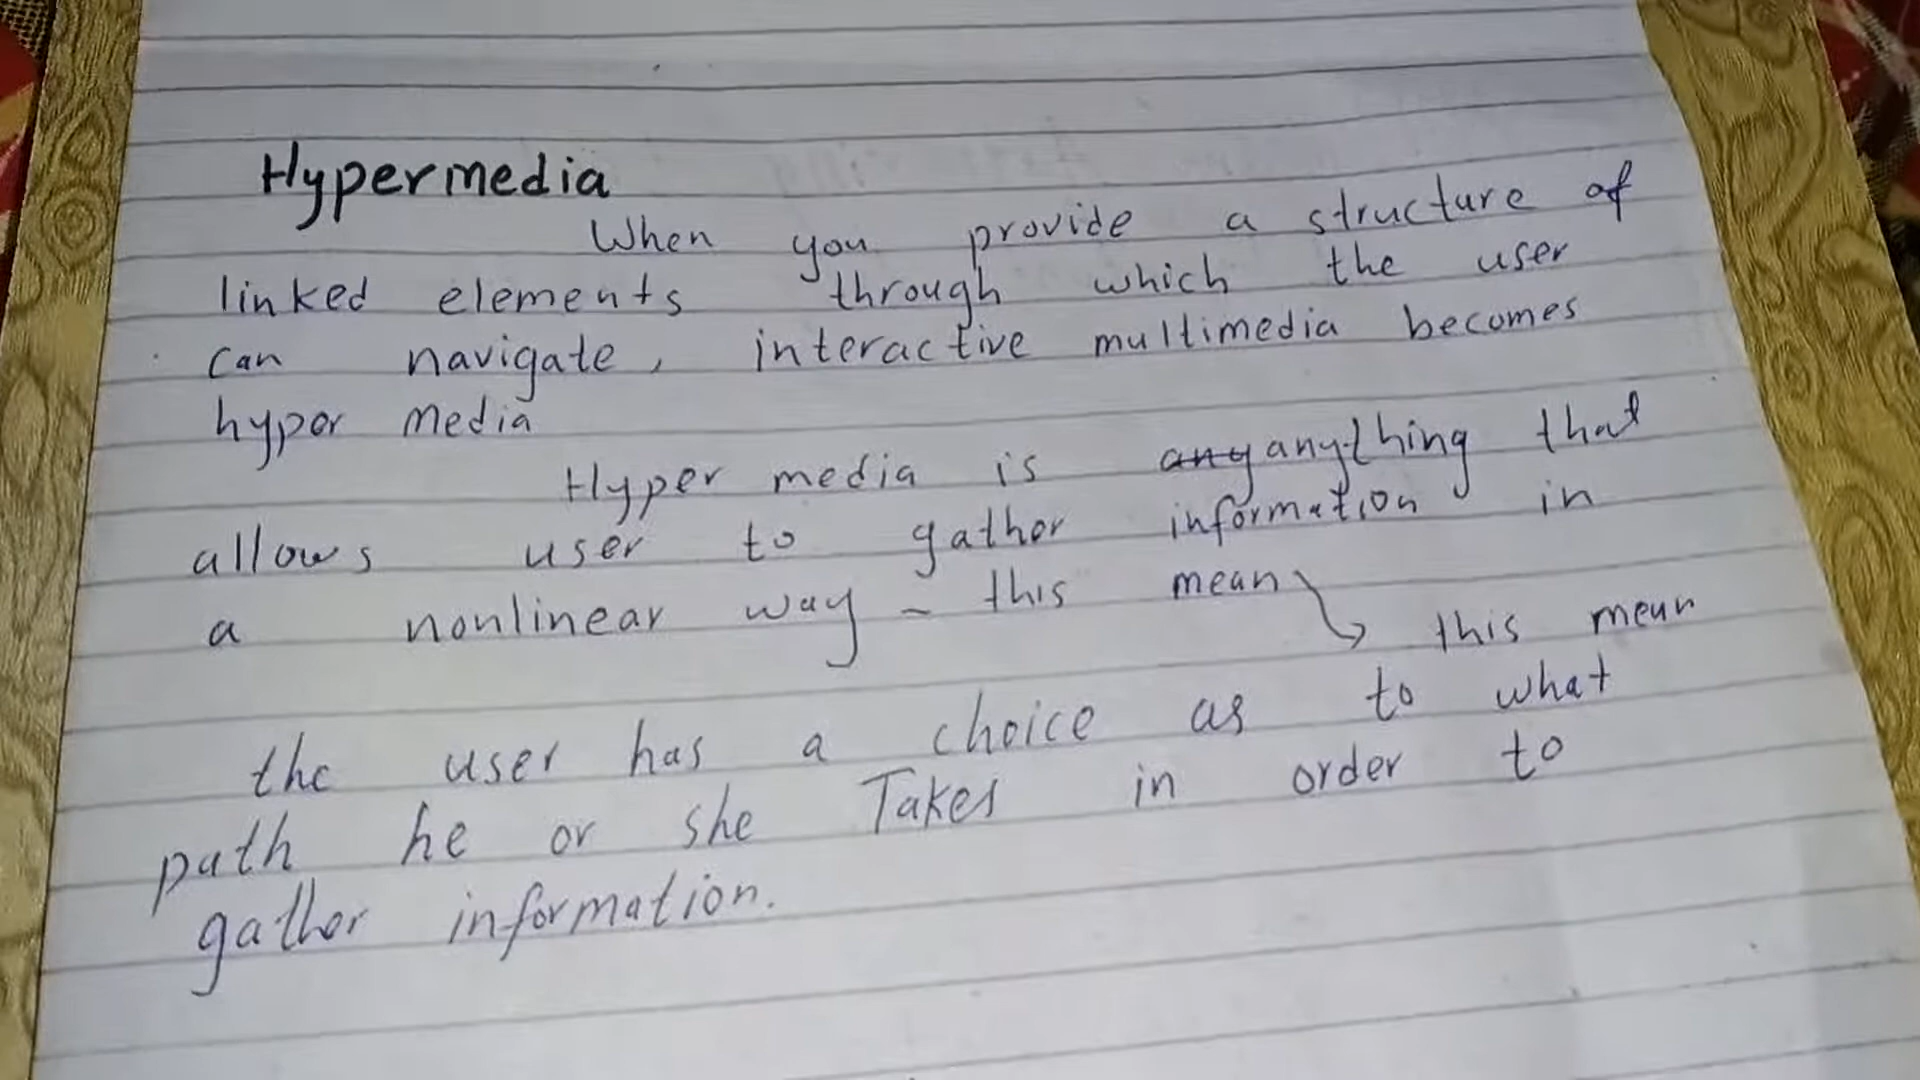 Hypermedia
When you provide a structure of
linked elements through which the user
can navigate, interactive multimedia becomes
hyper media
Hyper media is any anything that
allows user to gather information in
a nonlinear way - this mean
this mean
the user has a choice as to what
path he or she Takes in order to
gather information.